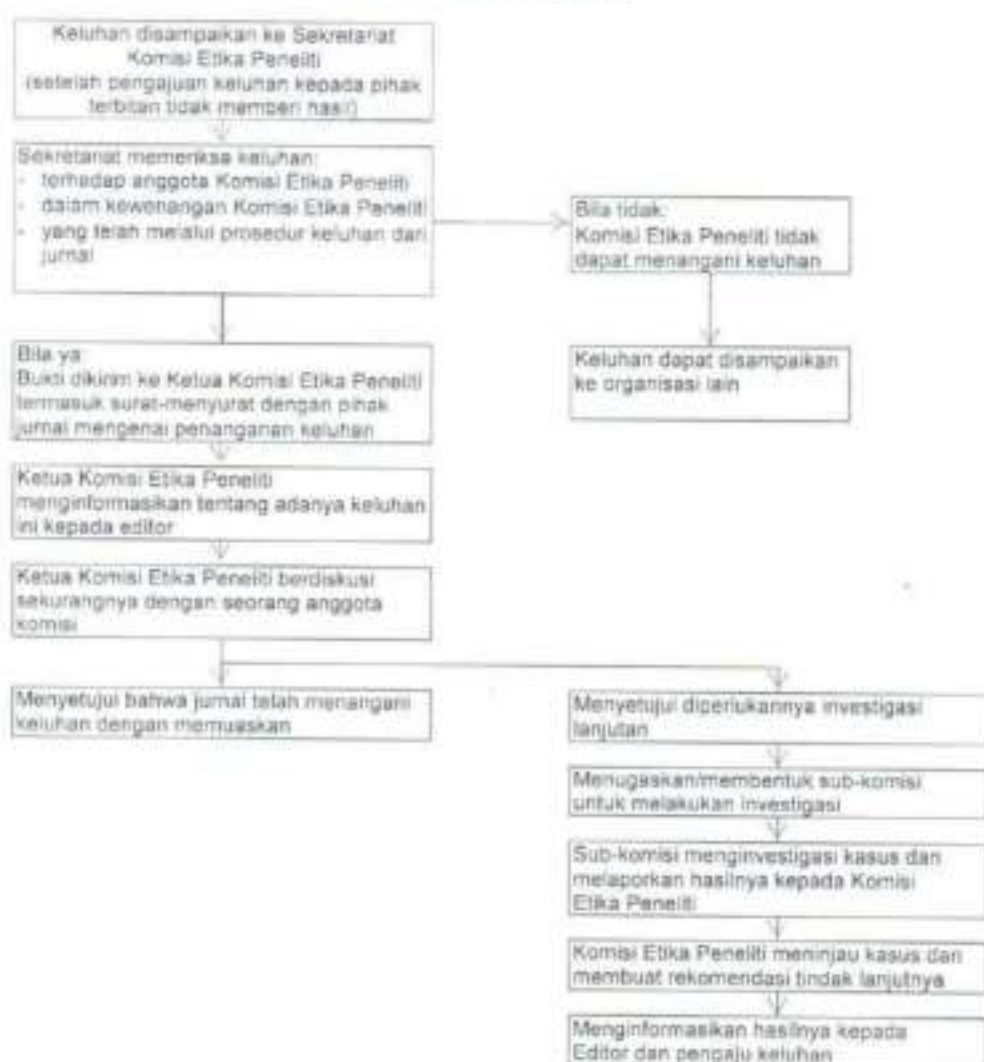 Keluhan disampaikan ke Sekretariat
Komisi Etika Peneliti
(setelah pengajuan keluhan kepada pihak
terbitan tidak memberi hasil)
Sekretariat memeriksa keluhan:
- terhadap anggota Komisi Etika Peneliti
- dalam kewenangan Komisi Etika Peneliti
- yang telah melalui prosedur keluhan dari
jurnal
Bila tidak:
Komisi Etika Peneliti tidak
dapat menangani keluhan
Bila ya:
Bukti dikirim ke Ketua Komisi Etika Peneliti
termasuk surat-menyurat dengan pihak
jurnal mengenai penanganan keluhan
Keluhan dapat disampaikan
ke organisasi lain
Ketua Komisi Etika Peneliti
menginformasikan tentang adanya keluhan
ini kepada editor
Ketua Komisi Etika Peneliti berdiskusi
sekurangnya dengan seorang anggota
komisi
Menyetujui bahwa jurnal telah menangani
keluhan dengan memuaskan
Menyetujui diperlukannya investigasi
lanjutan
Menugaskan/membentuk sub-komisi
untuk melakukan investigasi
Sub-komisi menginvestigasi kasus dan
melaporkan hasilnya kepada Komisi
Etika Peneliti
Komisi Etika Peneliti meninjau kasus dan
membuat rekomendasi tindak lanjutnya
Menginformasikan hasilnya kepada
Editor dan pengaju keluhan